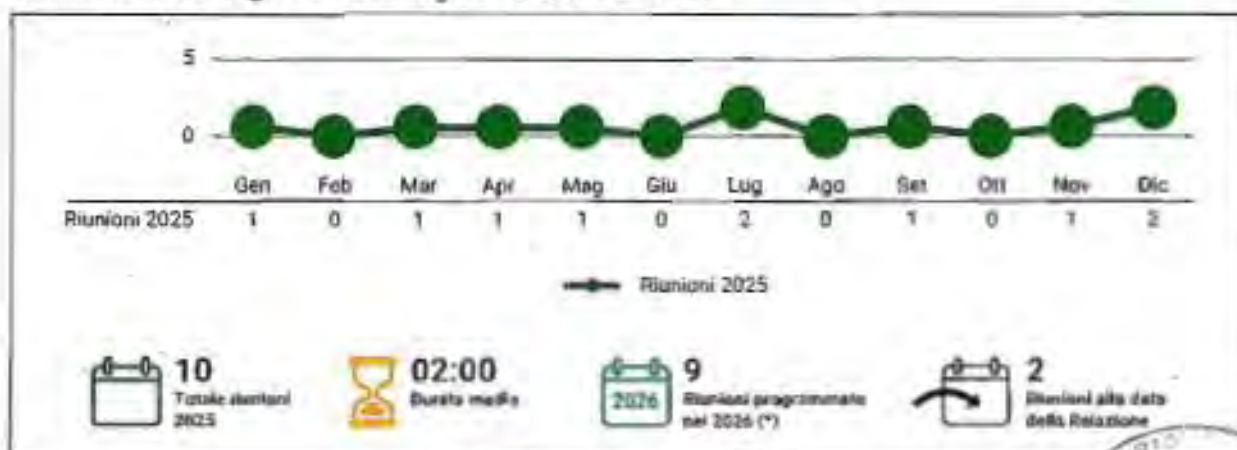 5
0
Gen Feb Mar Apr Mag Giu Lug Ago Set Ott Nov Dic
Riunioni 2025 1 0 1 1 1 0 2 0 1 0 1 2
Riunioni 2025
10
Totale riunioni
2025
02:00
Durata media
2026
9
Riunioni programmate
nel 2026 (*)
2
Riunioni alla data
della Relazione